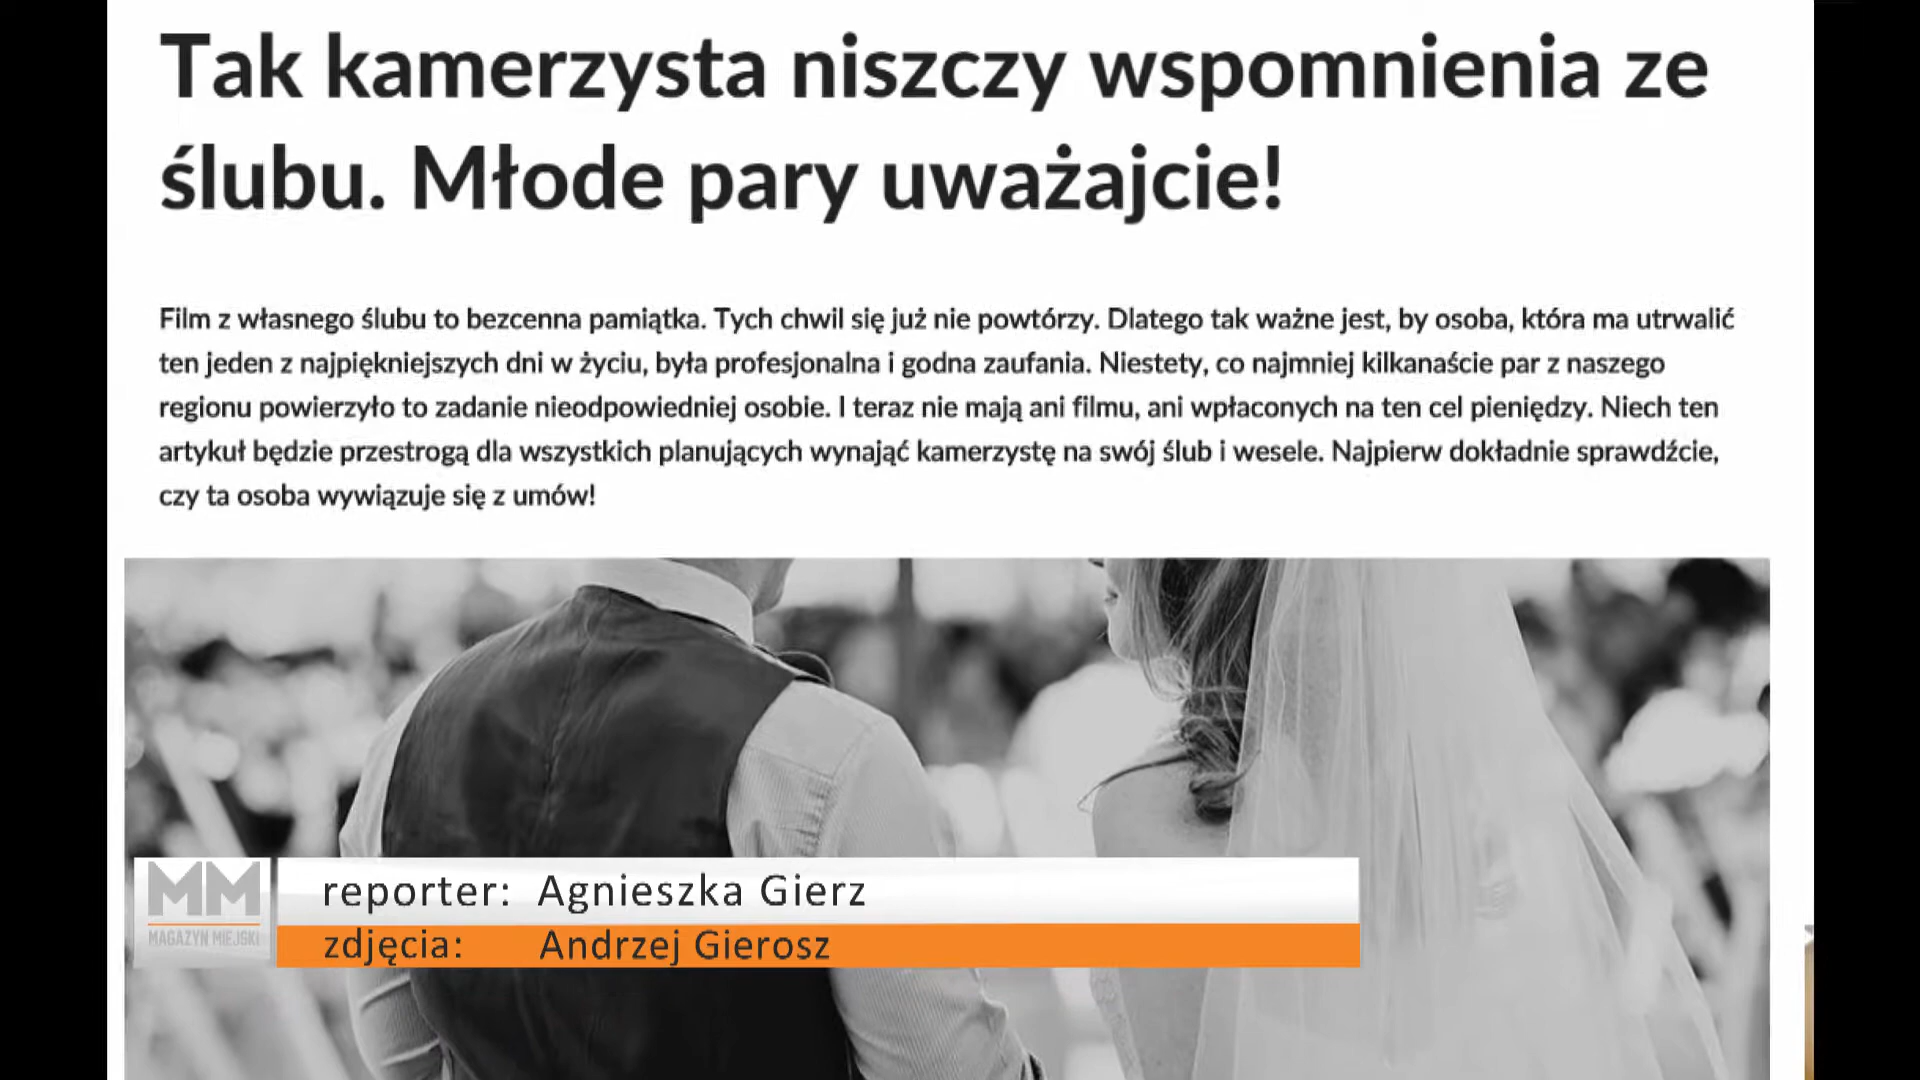 Tak kamerzysta niszczy wspomnienia ze
ślubu. Młode pary uważajcie!
Film z własnego ślubu to bezcenna pamiątka. Tych chwil się już nie powtórzy. Dlatego tak ważne jest, by osoba, która ma utrwalić
ten jeden z najpiękniejszych dni w życiu, była profesjonalna i godna zaufania. Niestety, co najmniej kilkanaście par z naszego
regionu powierzyło to zadanie nieodpowiedniej osobie. I teraz nie mają ani filmu, ani wpłaconych na ten cel pieniędzy. Niech ten
artykuł będzie przestrogą dla wszystkich planujących wynająć kamerzystę na swój ślub i wesele. Najpierw dokładnie sprawdźcie,
czy ta osoba wywiązuje się z umów!
MM
MAGAZYN MIEJSKI
reporter: Agnieszka Gierz
zdjęcia: Andrzej Gierosz